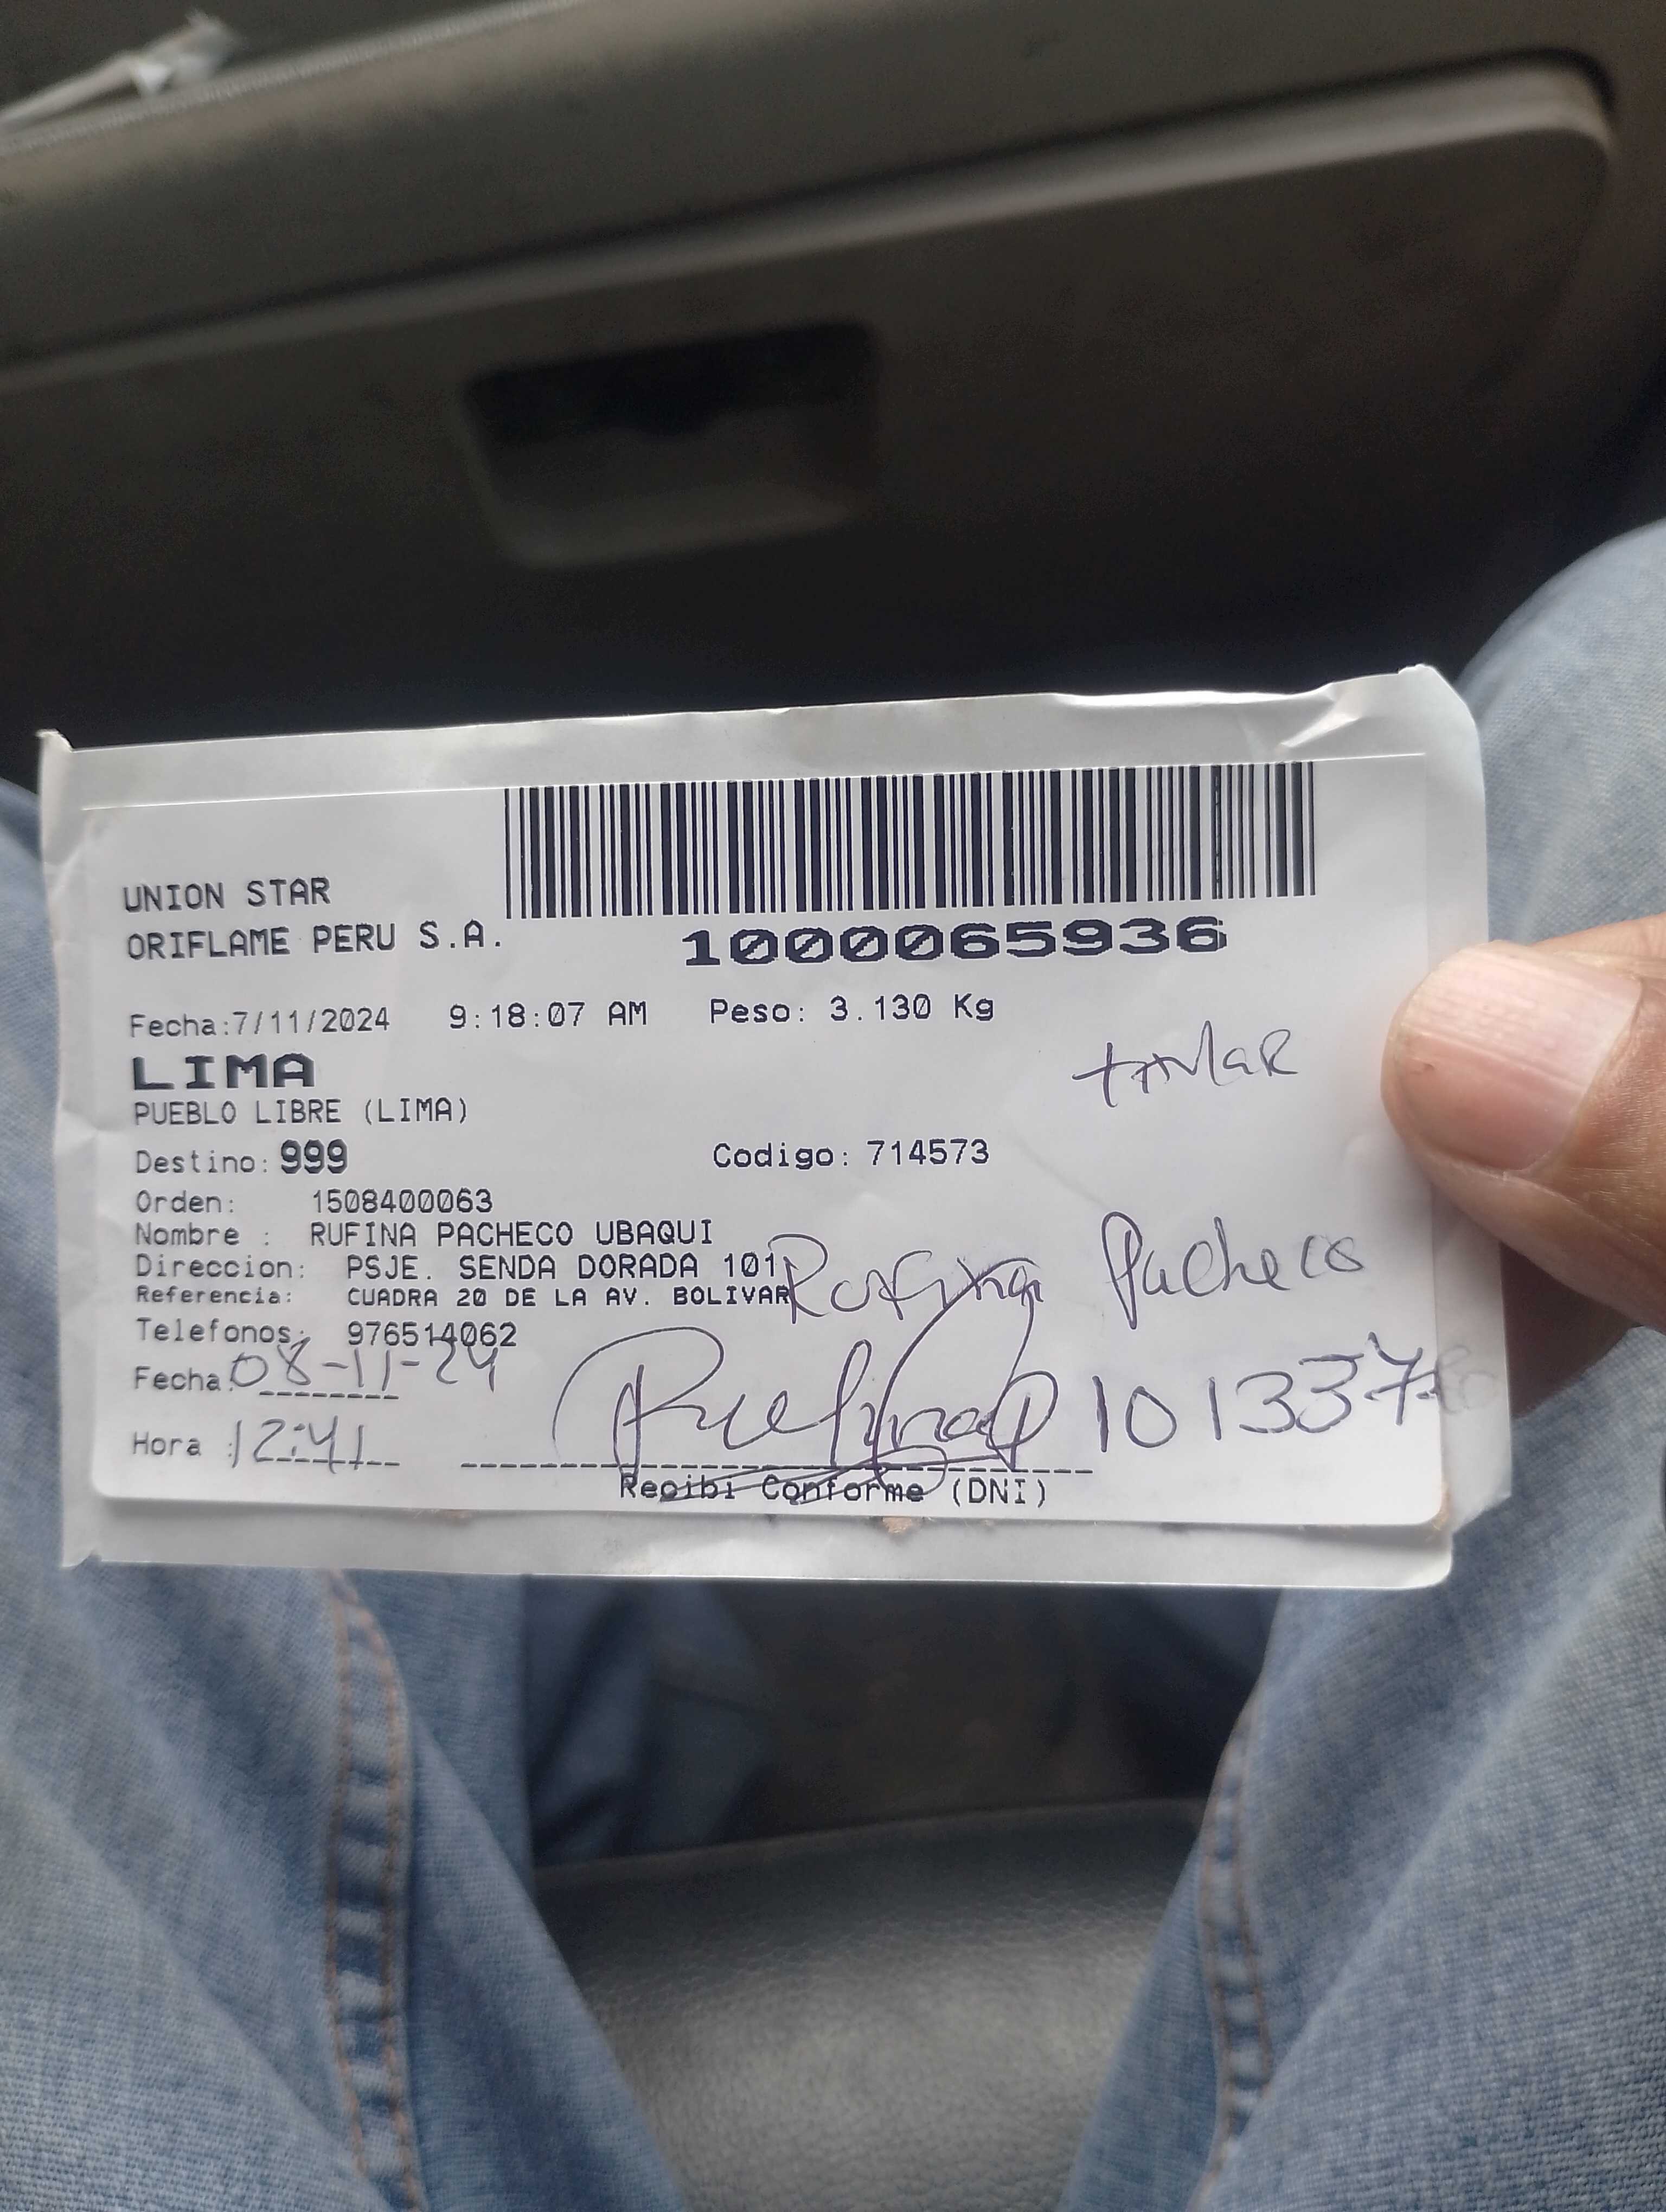 UNION STAR
ORIFLAME PERU S.A.
1000065936
Fecha:7/11/2024 9:18:07 AM Peso: 3.130 Kg
LIMA
PUEBLO LIBRE (LIMA)
Destino: 999 Codigo: 714573
Orden: 1508400063
Nombre : RUFINA PACHECO UBAQUI
Direccion: PSJE. SENDA DORADA 101
Referencia: CUADRA 20 DE LA AV. BOLIVAR
Rufina Pacheco
Telefonos: 976514062
Fecha: 08-11-24
Hora : 12:41
Recibi Conforme (DNI)